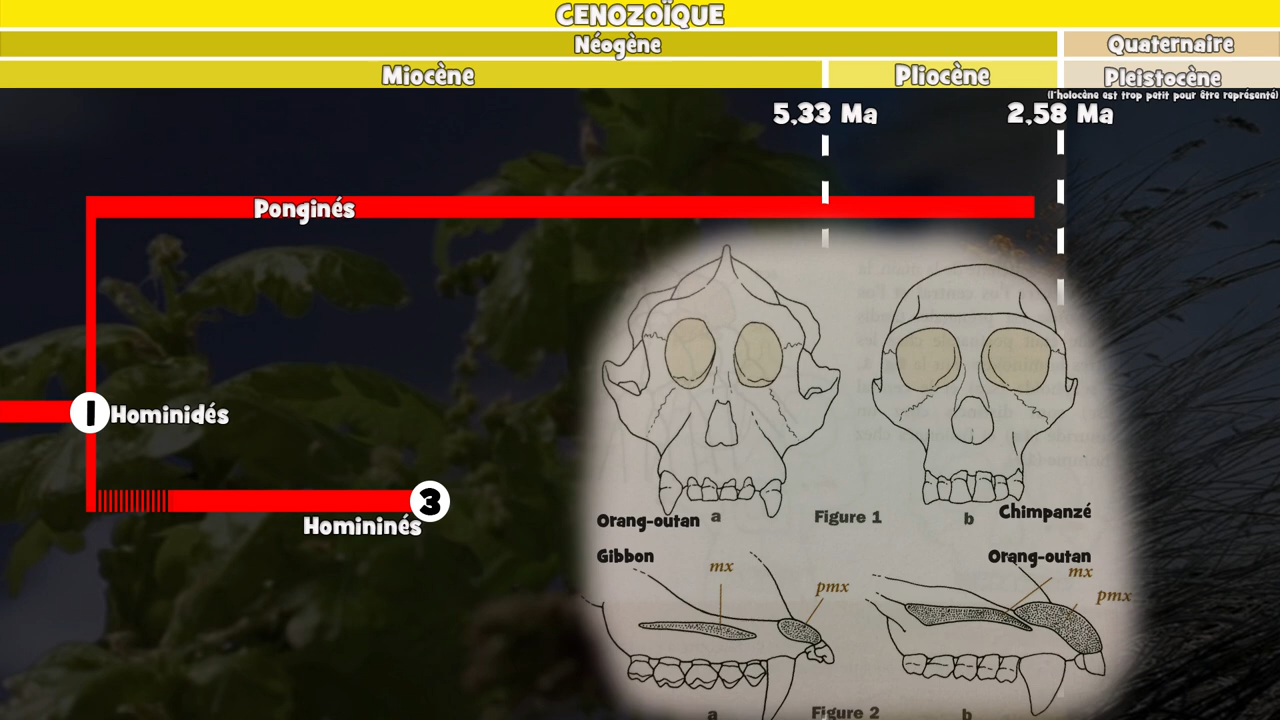 CENOZOÏQUE
Néogène
Quaternaire
Miocène
Pliocène
Pleistocène
(l'holocène est trop petit pour être représenté)
5,33 Ma
2,58 Ma
Ponginés
1 Hominidés
3
Homininés
Orang-outan
a
Figure 1
b
Chimpanzé
Gibbon
Orang-outan
mx
pmx
mx
pmx
a
Figure 2
b